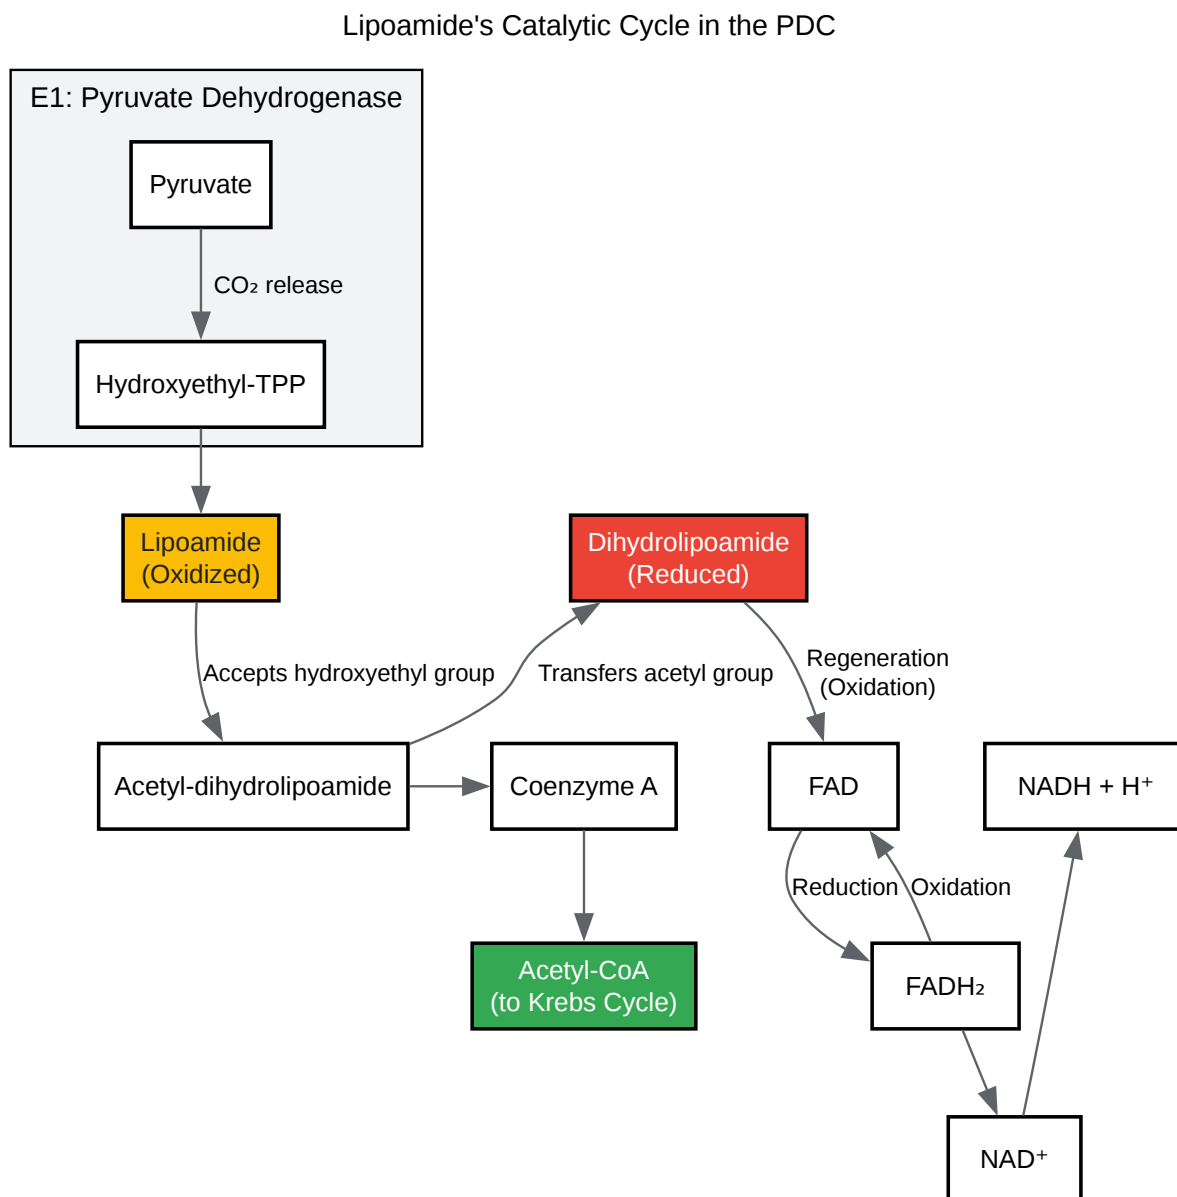 Lipoamide's Catalytic Cycle in the PDC
E1: Pyruvate Dehydrogenase
Pyruvate
CO₂ release
Hydroxyethyl-TPP
Lipoamide
(Oxidized)
Dihydrolipoamide
(Reduced)
Accepts hydroxyethyl group
Transfers acetyl group
Regeneration
(Oxidation)
Acetyl-dihydrolipoamide
Coenzyme A
FAD
NADH + H⁺
Reduction
Oxidation
Acetyl-CoA
(to Krebs Cycle)
FADH₂
NAD⁺